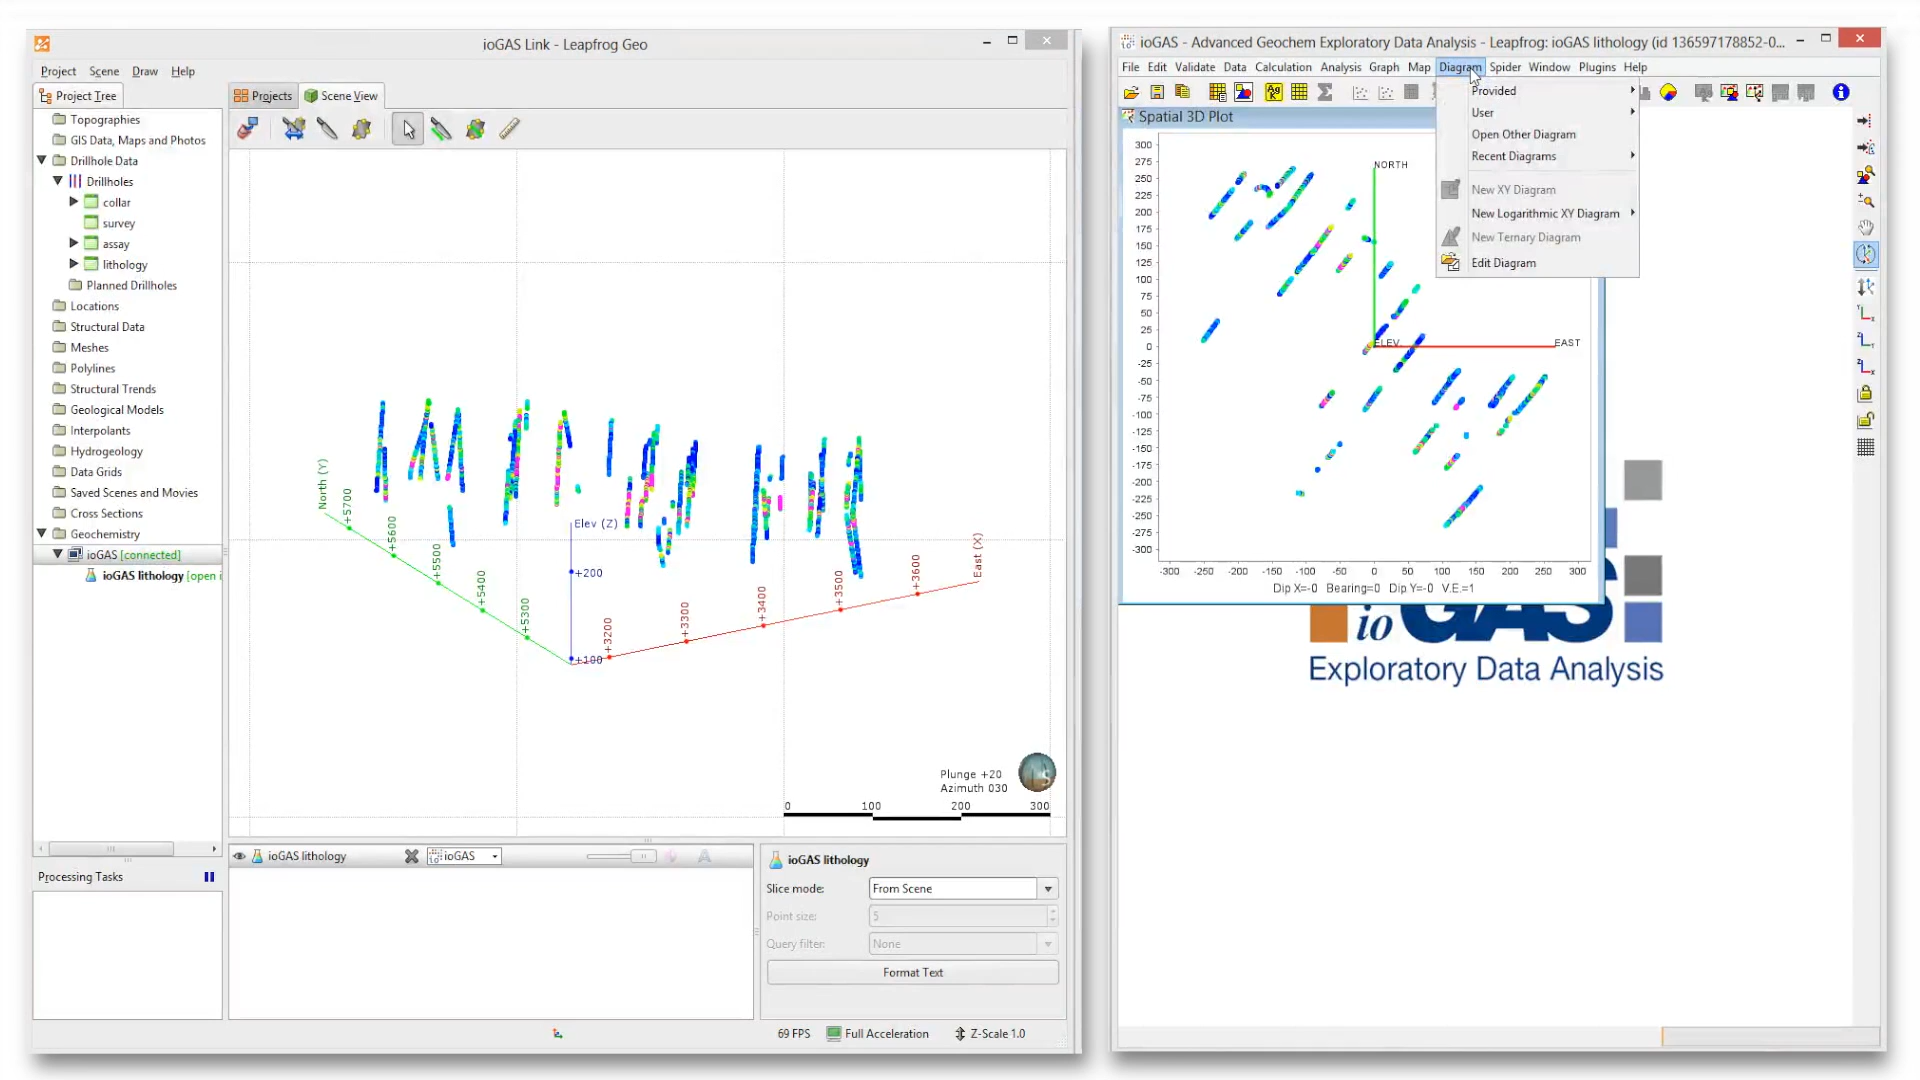 ioGAS Link - Leapfrog Geo
Project Scene Draw Help
Project Tree
Projects
Scene View
Topographies
GIS Data, Maps and Photos
Drillhole Data
Drillholes
collar
survey
assay
lithology
Planned Drillholes
Locations
Structural Data
Meshes
Polylines
Structural Trends
Geological Models
Interpolants
Hydrogeology
Data Grids
Saved Scenes and Movies
Cross Sections
Geochemistry
ioGAS [connected]
ioGAS lithology [open i
Processing Tasks
North (Y)
+5700
+5600
+5500
+5400
+5300
Elev (Z)
+200
+100
+3200
+3300
+3400
+3500
+3600
East (X)
Plunge +20
Azimuth 030
0 100 200 300
ioGAS lithology
ioGAS
A
ioGAS lithology
Slice mode: From Scene
Point size: 5
Query filter: None
Format Text
69 FPS Full Acceleration Z-Scale 1.0
ioGAS - Advanced Geochem Exploratory Data Analysis - Leapfrog: ioGAS lithology (id 136597178852-0...
File Edit Validate Data Calculation Analysis Graph Map Diagram Spider Window Plugins Help
Provided
User
Open Other Diagram
Recent Diagrams
New XY Diagram
New Logarithmic XY Diagram
New Ternary Diagram
Edit Diagram
Spatial 3D Plot
300
275
250
225
200
175
150
125
100
75
50
25
0
-25
-50
-75
-100
-125
-150
-175
-200
-225
-250
-275
-300
NORTH
ELEV
EAST
-300 -250 -200 -150 -100 -50 0 50 100 150 200 250 300
Dip X=-0 Bearing=0 Dip Y=-0 V.E.=1
ioGAS
Exploratory Data Analysis